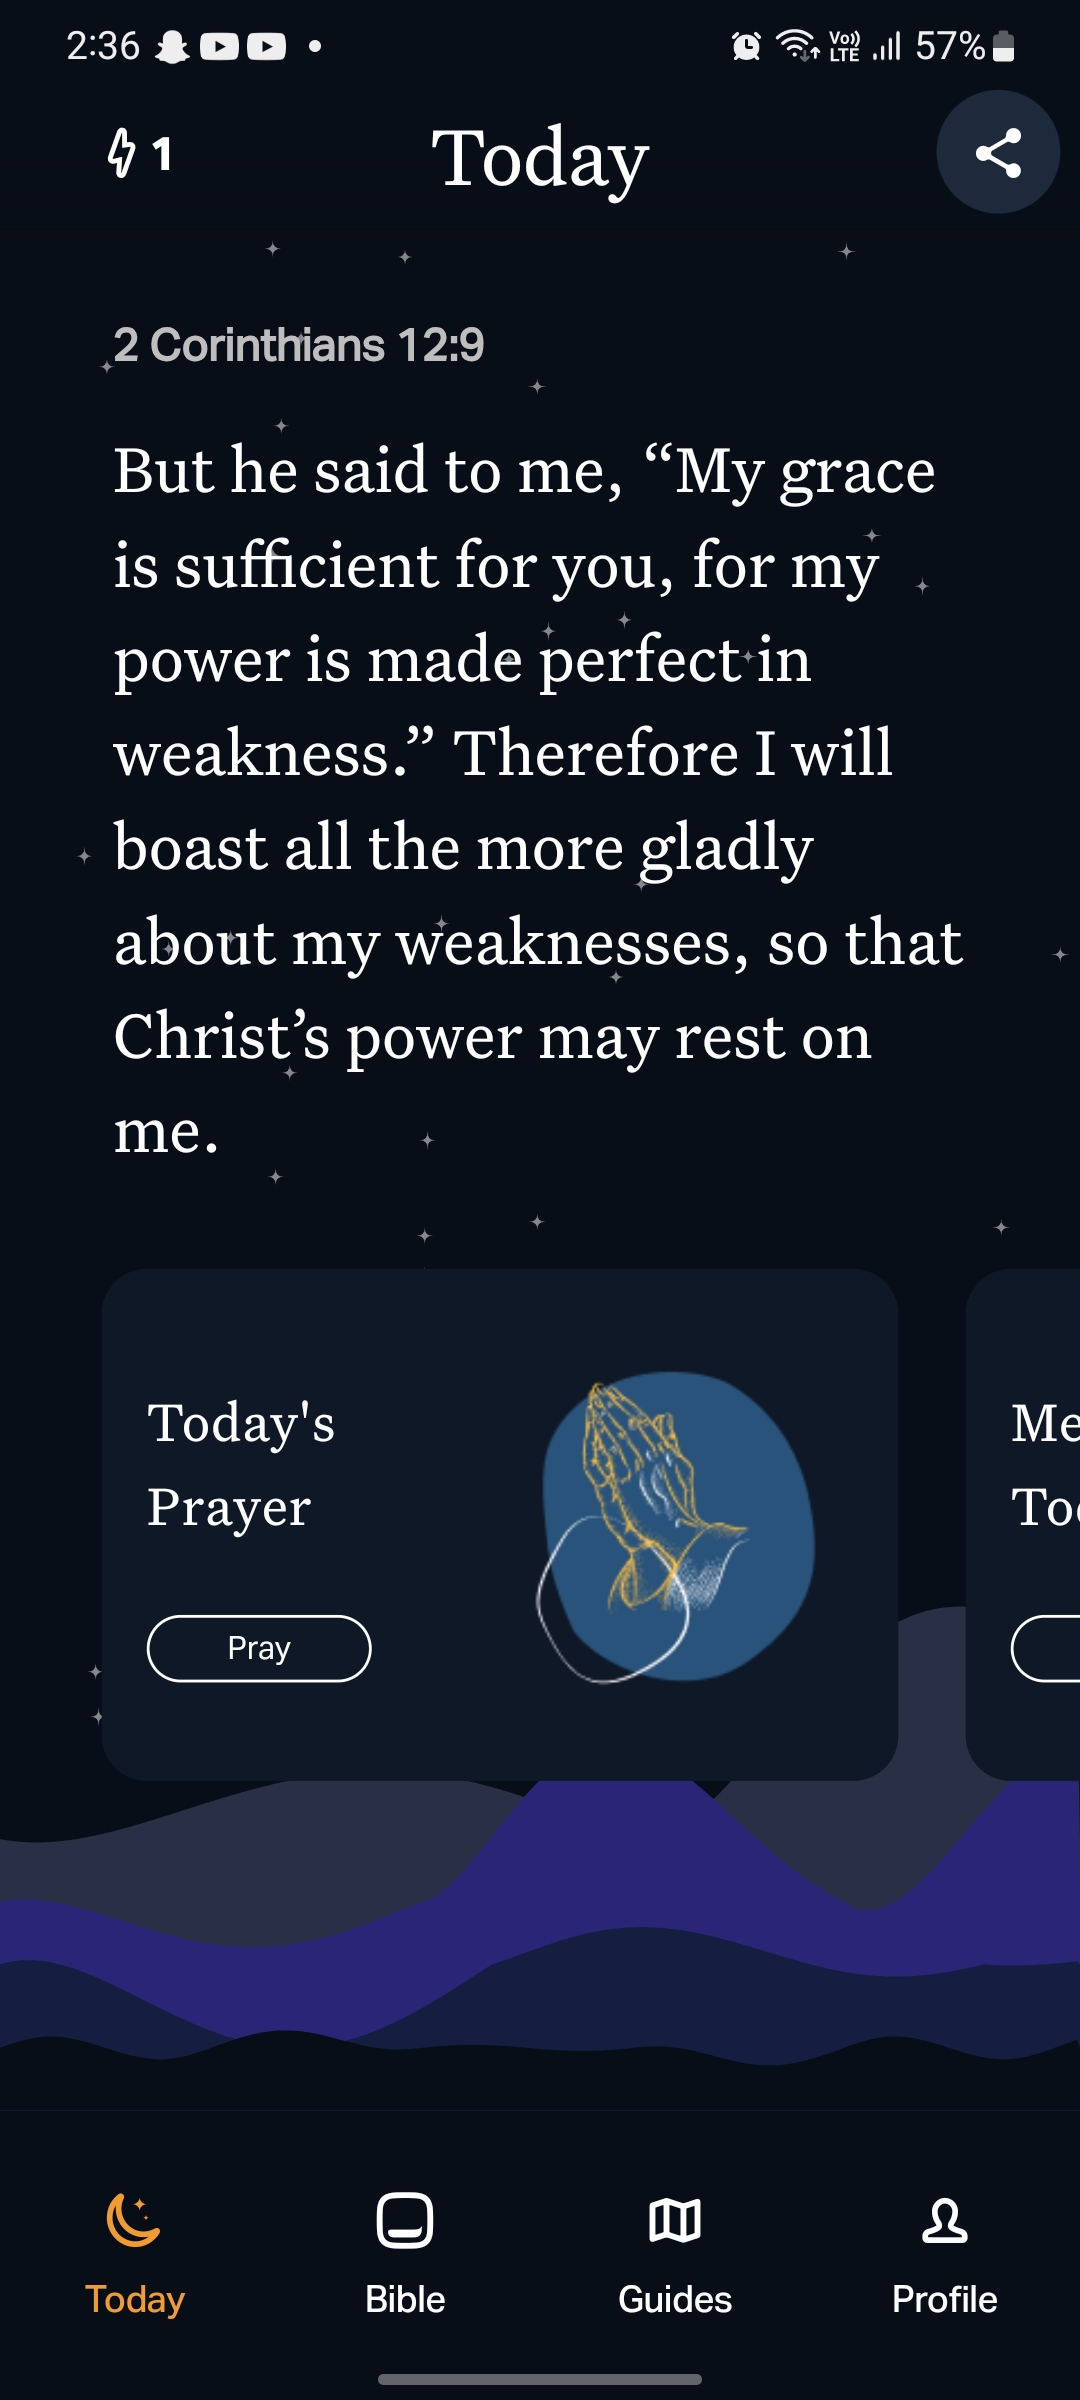 2:36
Vo)) LTE
57%
1
Today
2 Corinthians 12:9
But he said to me, “My grace
is sufficient for you, for my
power is made perfect in
weakness.” Therefore I will
boast all the more gladly
about my weaknesses, so that
Christ’s power may rest on
me.
Today's
Prayer
Pray
Me
Too
Today
Bible
Guides
Profile